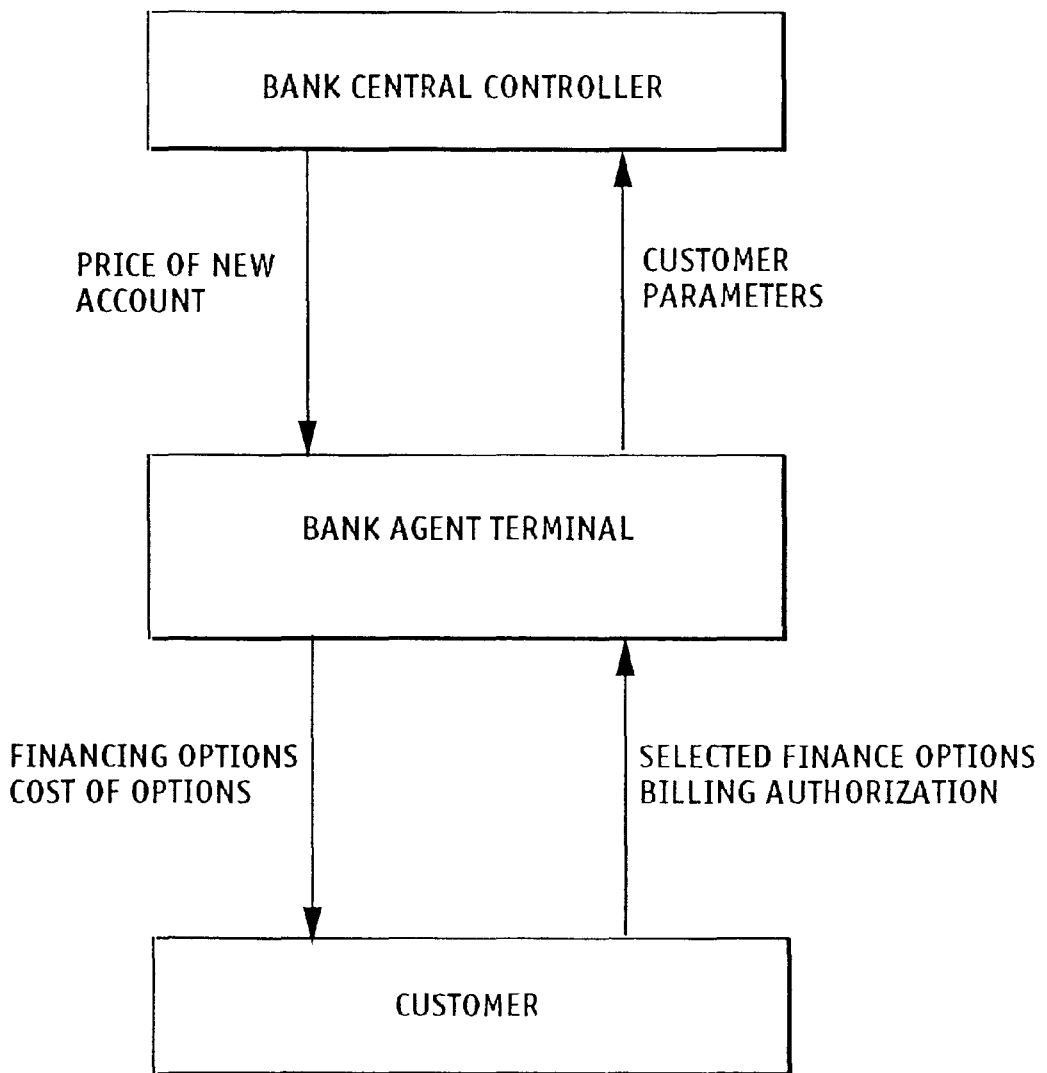 BANK CENTRAL CONTROLLER
PRICE OF NEW
ACCOUNT
CUSTOMER
PARAMETERS
BANK AGENT TERMINAL
FINANCING OPTIONS
COST OF OPTIONS
SELECTED FINANCE OPTIONS
BILLING AUTHORIZATION
CUSTOMER